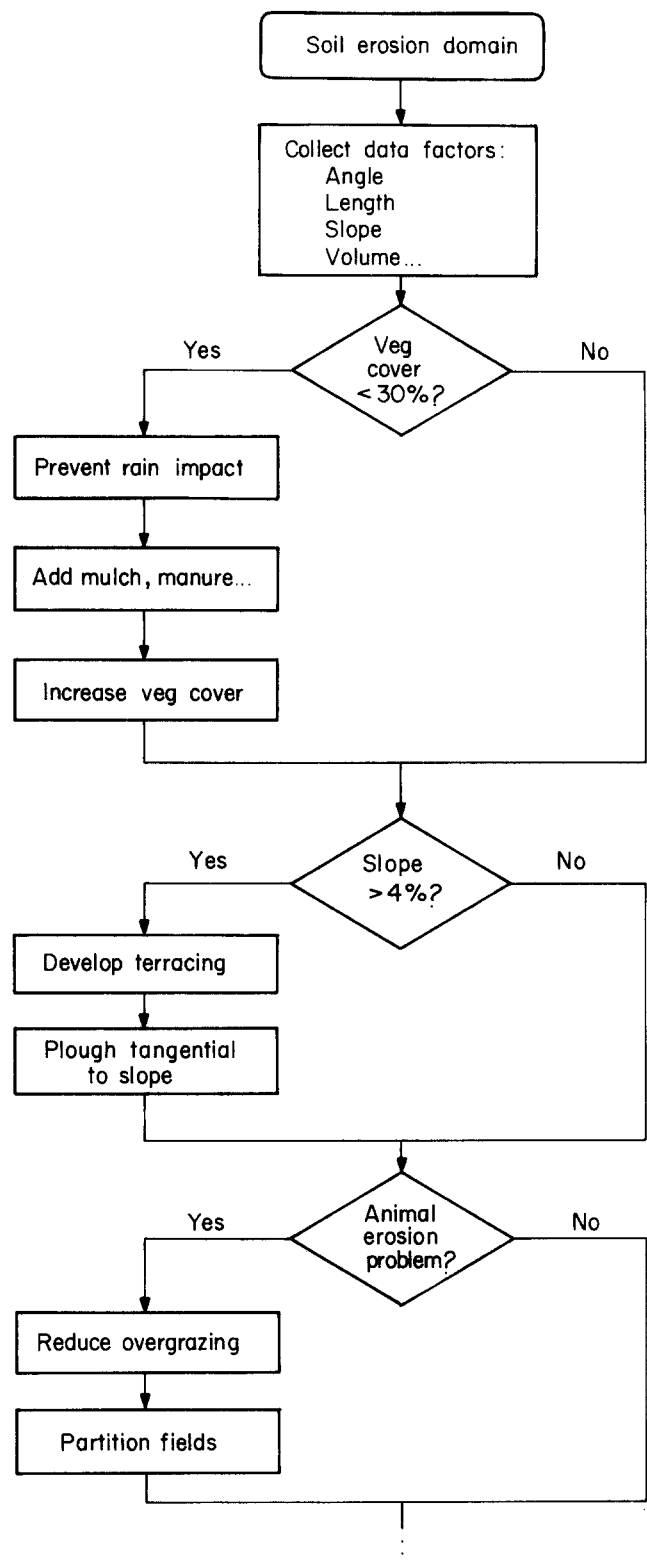 Soil erosion domain
Collect data factors:
Angle
Length
Slope
Volume...
Veg
cover
<30%?
Yes
No
Prevent rain impact
Add mulch, manure...
Increase veg cover
Slope
>4%?
Yes
No
Develop terracing
Plough tangential
to slope
Animal
erosion
problem?
Yes
No
Reduce overgrazing
Partition fields